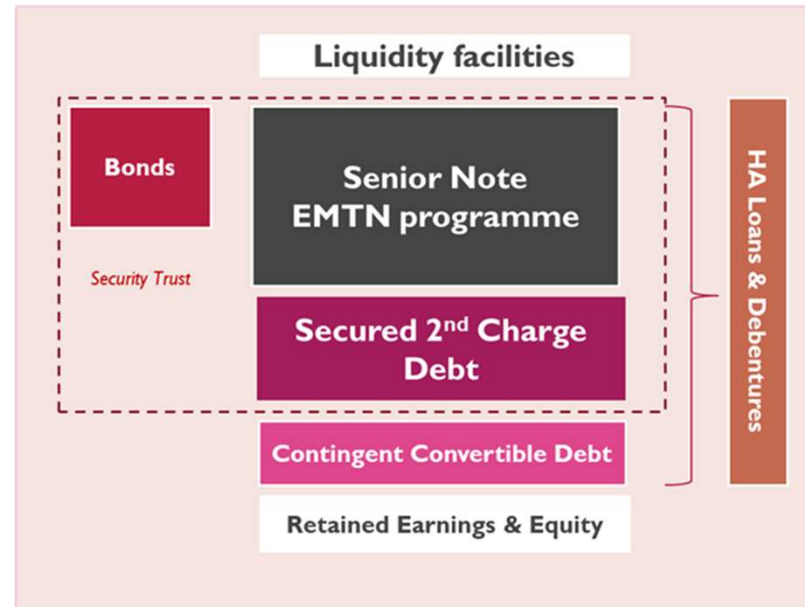 Liquidity facilities
Bonds
Security Trust
Senior Note
EMTN programme
Secured 2nd Charge
Debt
Contingent Convertible Debt
Retained Earnings & Equity
HA Loans & Debentures